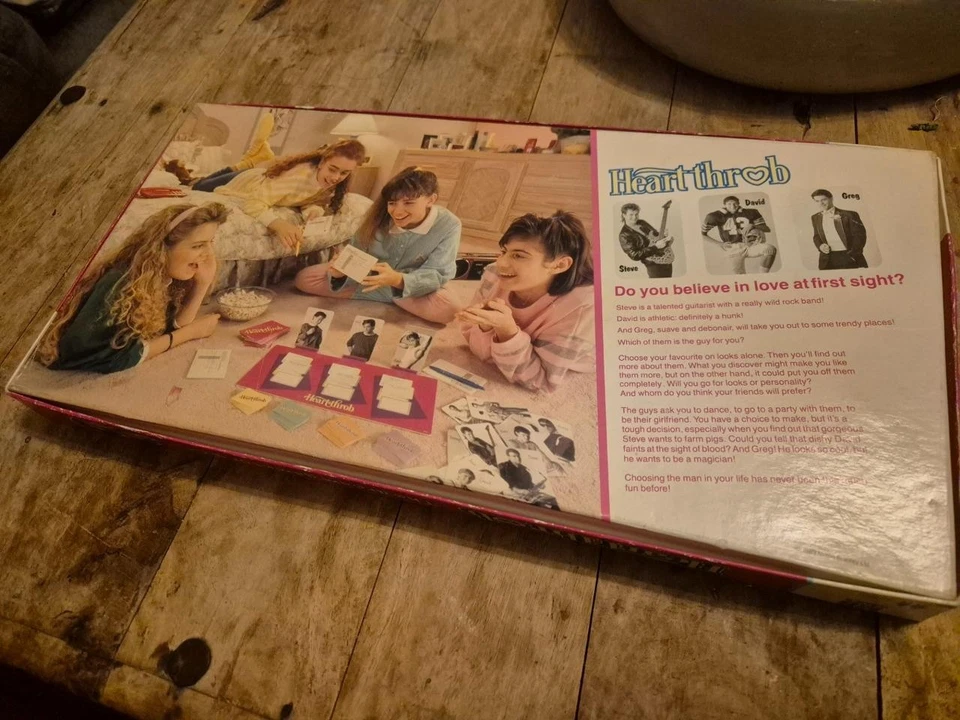 Heartthrob
David
Greg
Steve
Do you believe in love at first sight?
Steve is a talented guitarist with a really wild rock band!
David is athletic, definitely a hunk!
And Greg, suave and debonair, will take you out to some trendy places!
Which of them is the guy for you?
Choose your favourite on looks alone. Then you'll find out
more about them. What you discover might make you like
them more, but on the other hand, it could put you off them
completely. Will you go for looks or personality?
And whom do you think your friends will prefer?
The guys ask you to dance, to go to a party with them, to
be their girlfriend. You have a choice to make, but it's a
tough decision, especially when you find out that gorgeous
Steve wants to farm pigs. Could you tell that dishy
faints at the sight of blood? And Greg! He looks so cool, but
he wants to be a magician!
Choosing the man in your life has never been
fun before!
Heartthrob